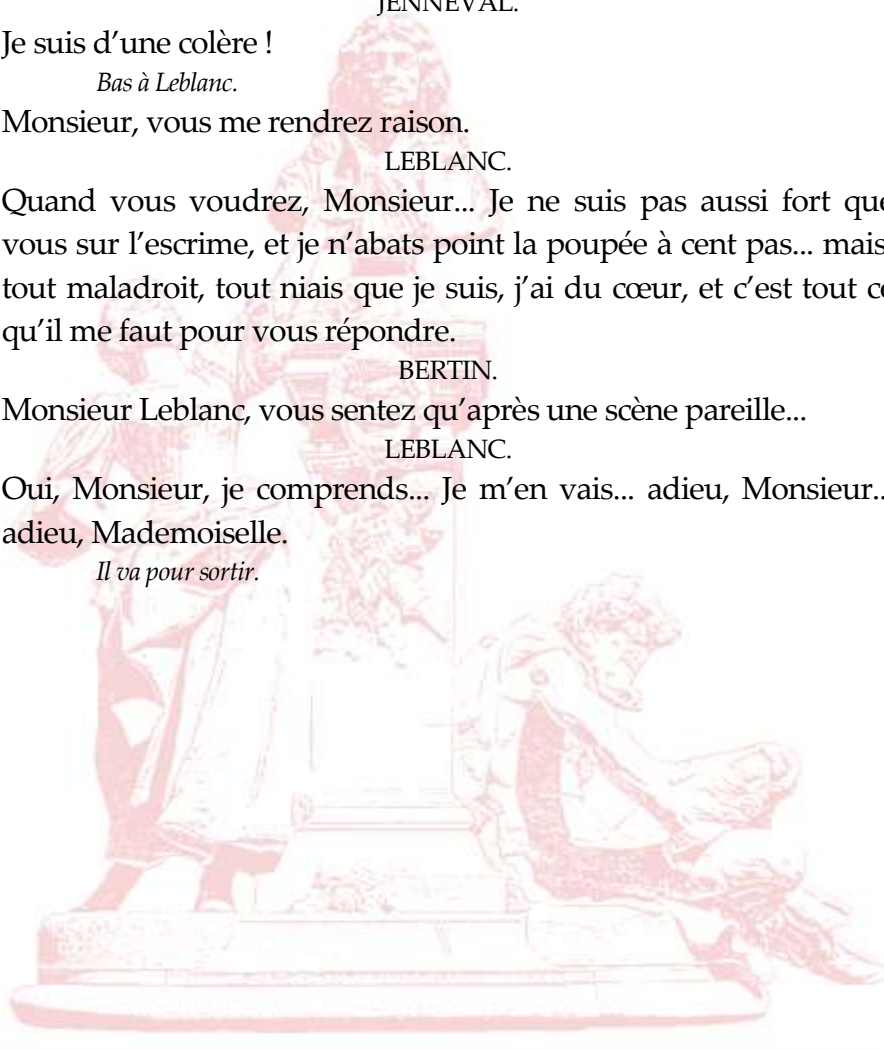 JENNEVAL.
Je suis d’une colère !
Bas à Leblanc.
Monsieur, vous me rendrez raison.
LEBLANC.
Quand vous voudrez, Monsieur... Je ne suis pas aussi fort que
vous sur l’escrime, et je n’abats point la poupée à cent pas... mais
tout maladroit, tout niais que je suis, j’ai du cœur, et c’est tout ce
qu’il me faut pour vous répondre.
BERTIN.
Monsieur Leblanc, vous sentez qu’après une scène pareille...
LEBLANC.
Oui, Monsieur, je comprends... Je m’en vais... adieu, Monsieur...
adieu, Mademoiselle.
Il va pour sortir.